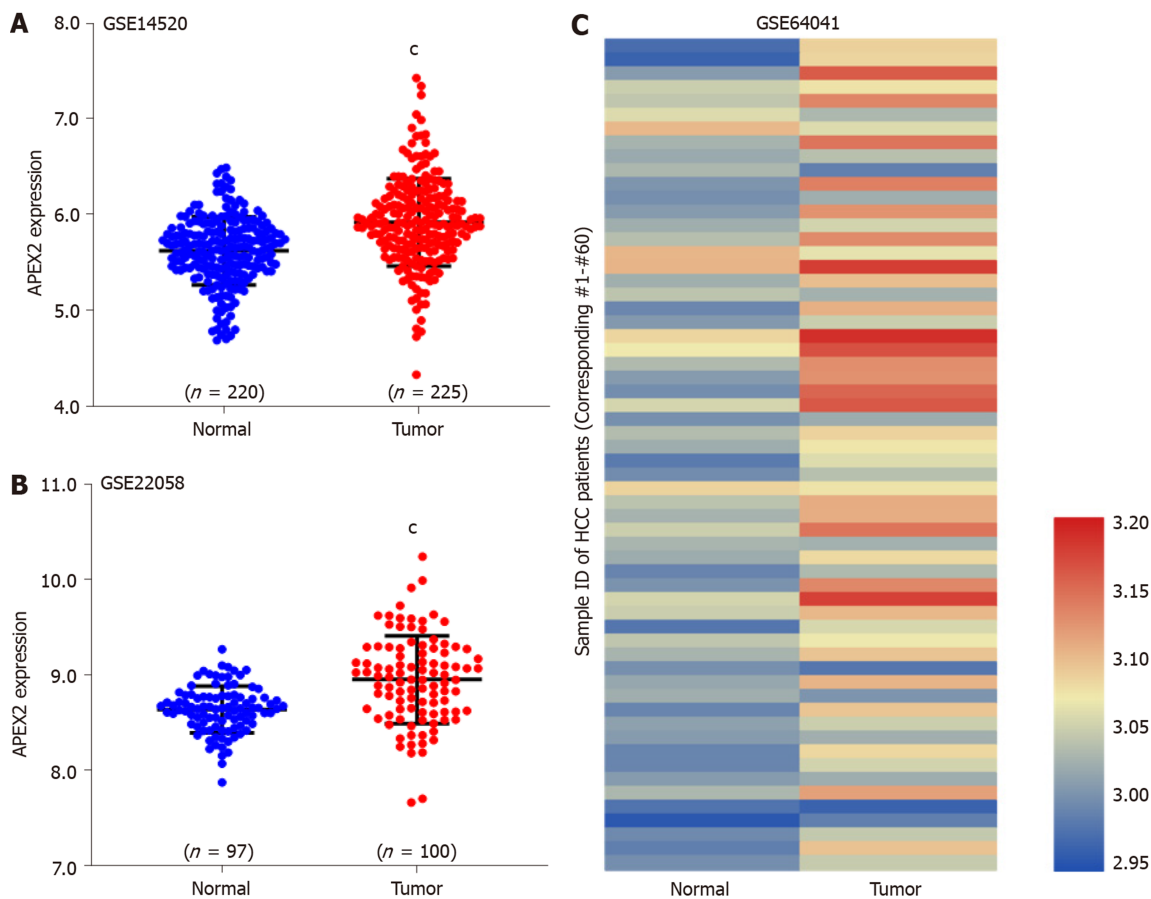 A
GSE14520
8.0
7.0
6.0
5.0
4.0
APEX2 expression
c
(n = 220)
(n = 225)
Normal
Tumor
B
GSE22058
11.0
10.0
9.0
8.0
7.0
APEX2 expression
c
(n = 97)
(n = 100)
Normal
Tumor
C
GSE64041
Sample ID of HCC patients (Corresponding #1-#60)
Normal
Tumor
3.20
3.15
3.10
3.05
3.00
2.95